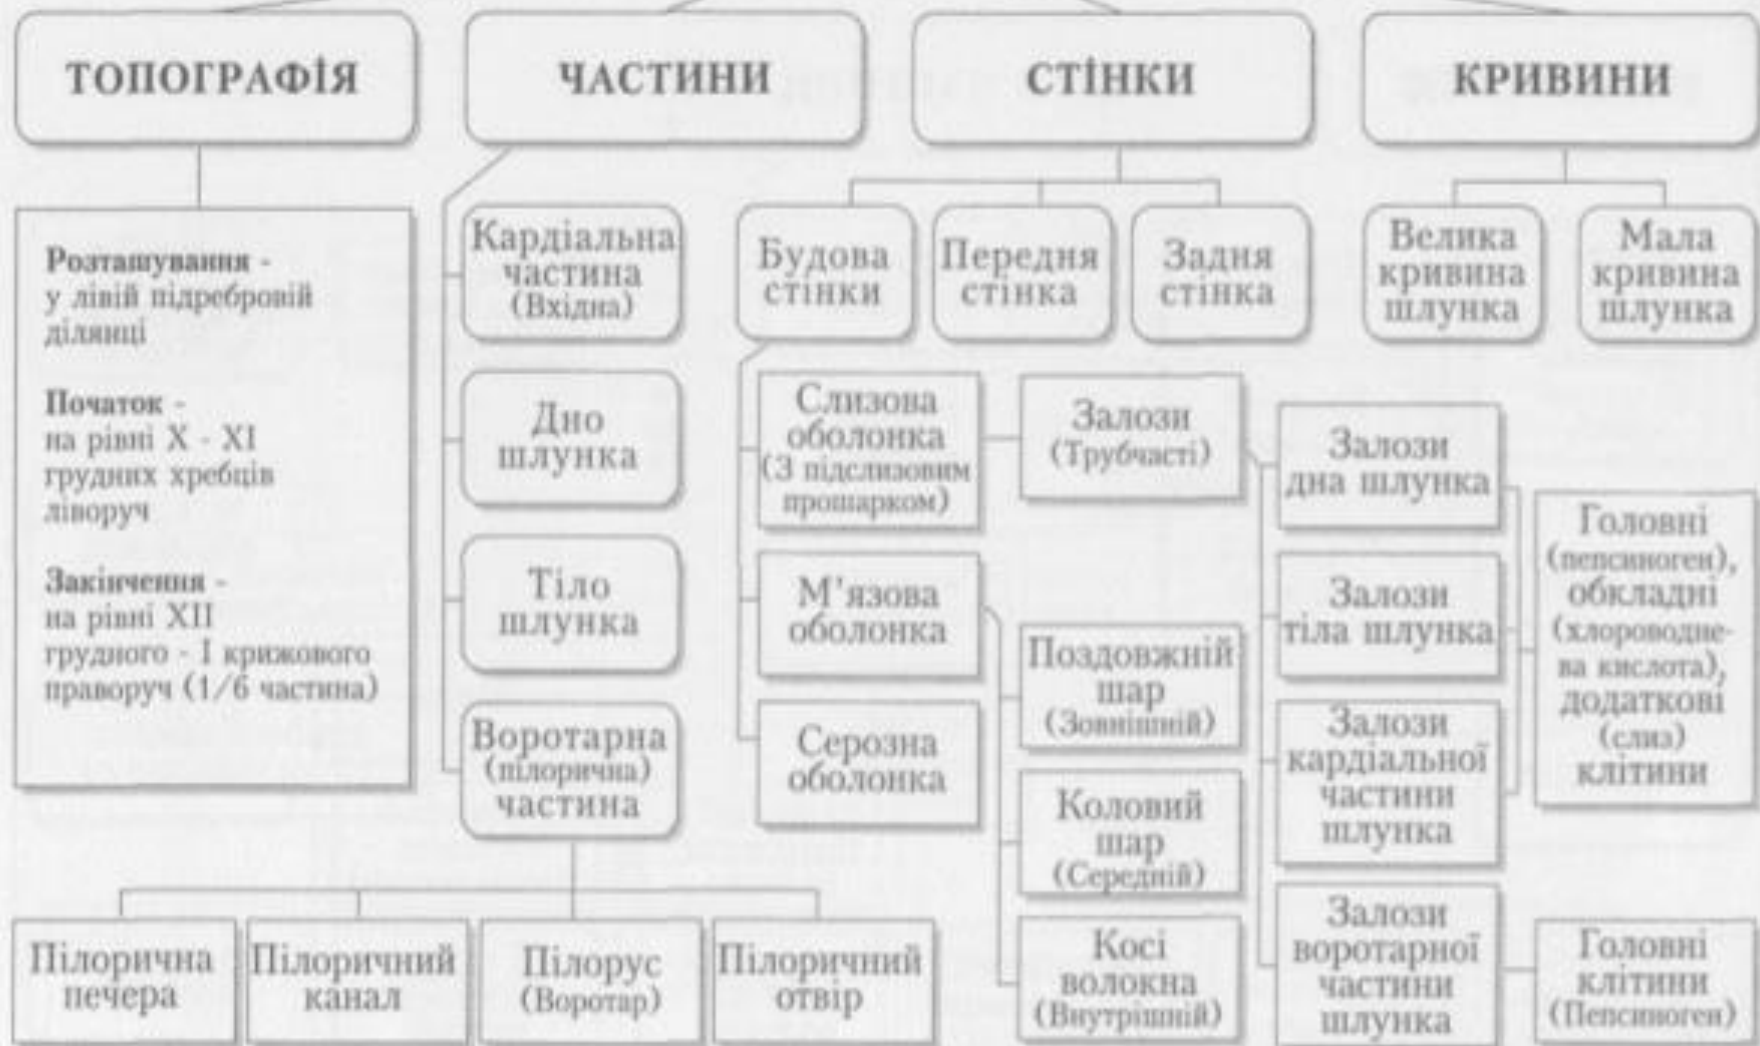 ТОПОГРАФІЯ
ЧАСТИНИ
СТІНКИ
КРИВИНИ
Розташування -
у лівій підребровій
ділянці
Початок -
на рівні X - XI
грудних хребців
ліворуч
Закінчення -
на рівні XII
грудного - I крижового
праворуч (1/6 частина)
Кардіальна
частина
(Вхідна)
Дно
шлунка
Тіло
шлунка
Воротарна
(пілорична)
частина
Пілорична
печера
Пілоричний
канал
Пілорус
(Воротар)
Пілоричний
отвір
Будова
стінки
Передня
стінка
Задня
стінка
Слизова
оболонка
(З підслизовим
прошарком)
М'язова
оболонка
Серозна
оболонка
Залози
(Трубчасті)
Поздовжній
шар
(Зовнішній)
Коловий
шар
(Середній)
Косі
волокна
(Внутрішній)
Залози
дна шлунка
Залози
тіла шлунка
Залози
кардіальної
частини
шлунка
Залози
воротарної
частини
шлунка
Головні
(пепсиноген),
обкладні
(хлороводне-
ва кислота),
додаткові
(слиз)
клітини
Головні
клітини
(Пепсиноген)
Велика
кривина
шлунка
Мала
кривина
шлунка